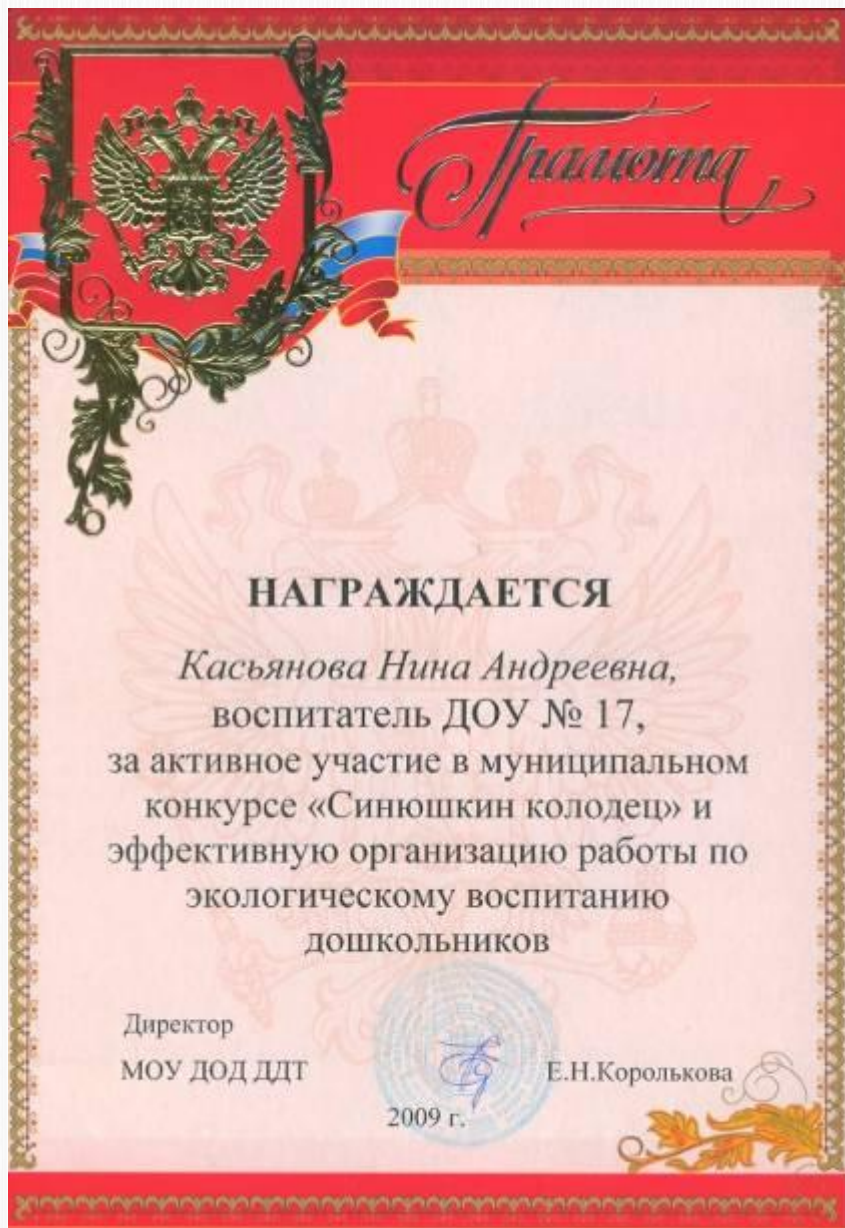 Грамота
НАГРАЖДАЕТСЯ
Касьянова Нина Андреевна,
воспитатель ДОУ № 17,
за активное участие в муниципальном
конкурсе «Синюшкин колодец» и
эффективную организацию работы по
экологическому воспитанию
дошкольников
Директор
МОУ ДОД ДДТ Е.Н.Королькова
2009 г.